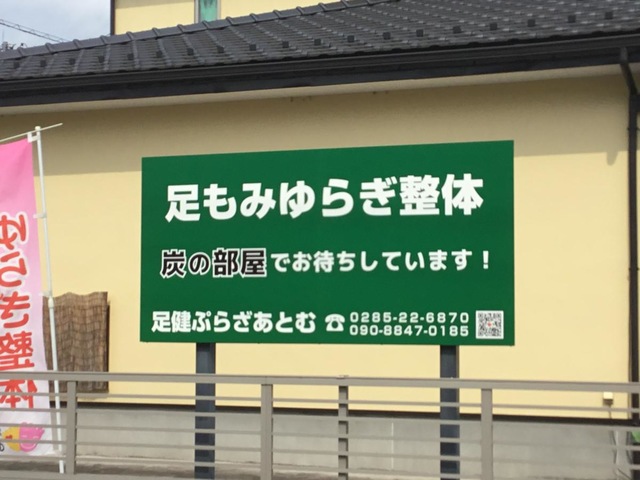 足もみゆらぎ整体
炭の部屋でお待ちしています！
足健ぷらざあとむ ☎ 0285-22-6870
090-8847-0185